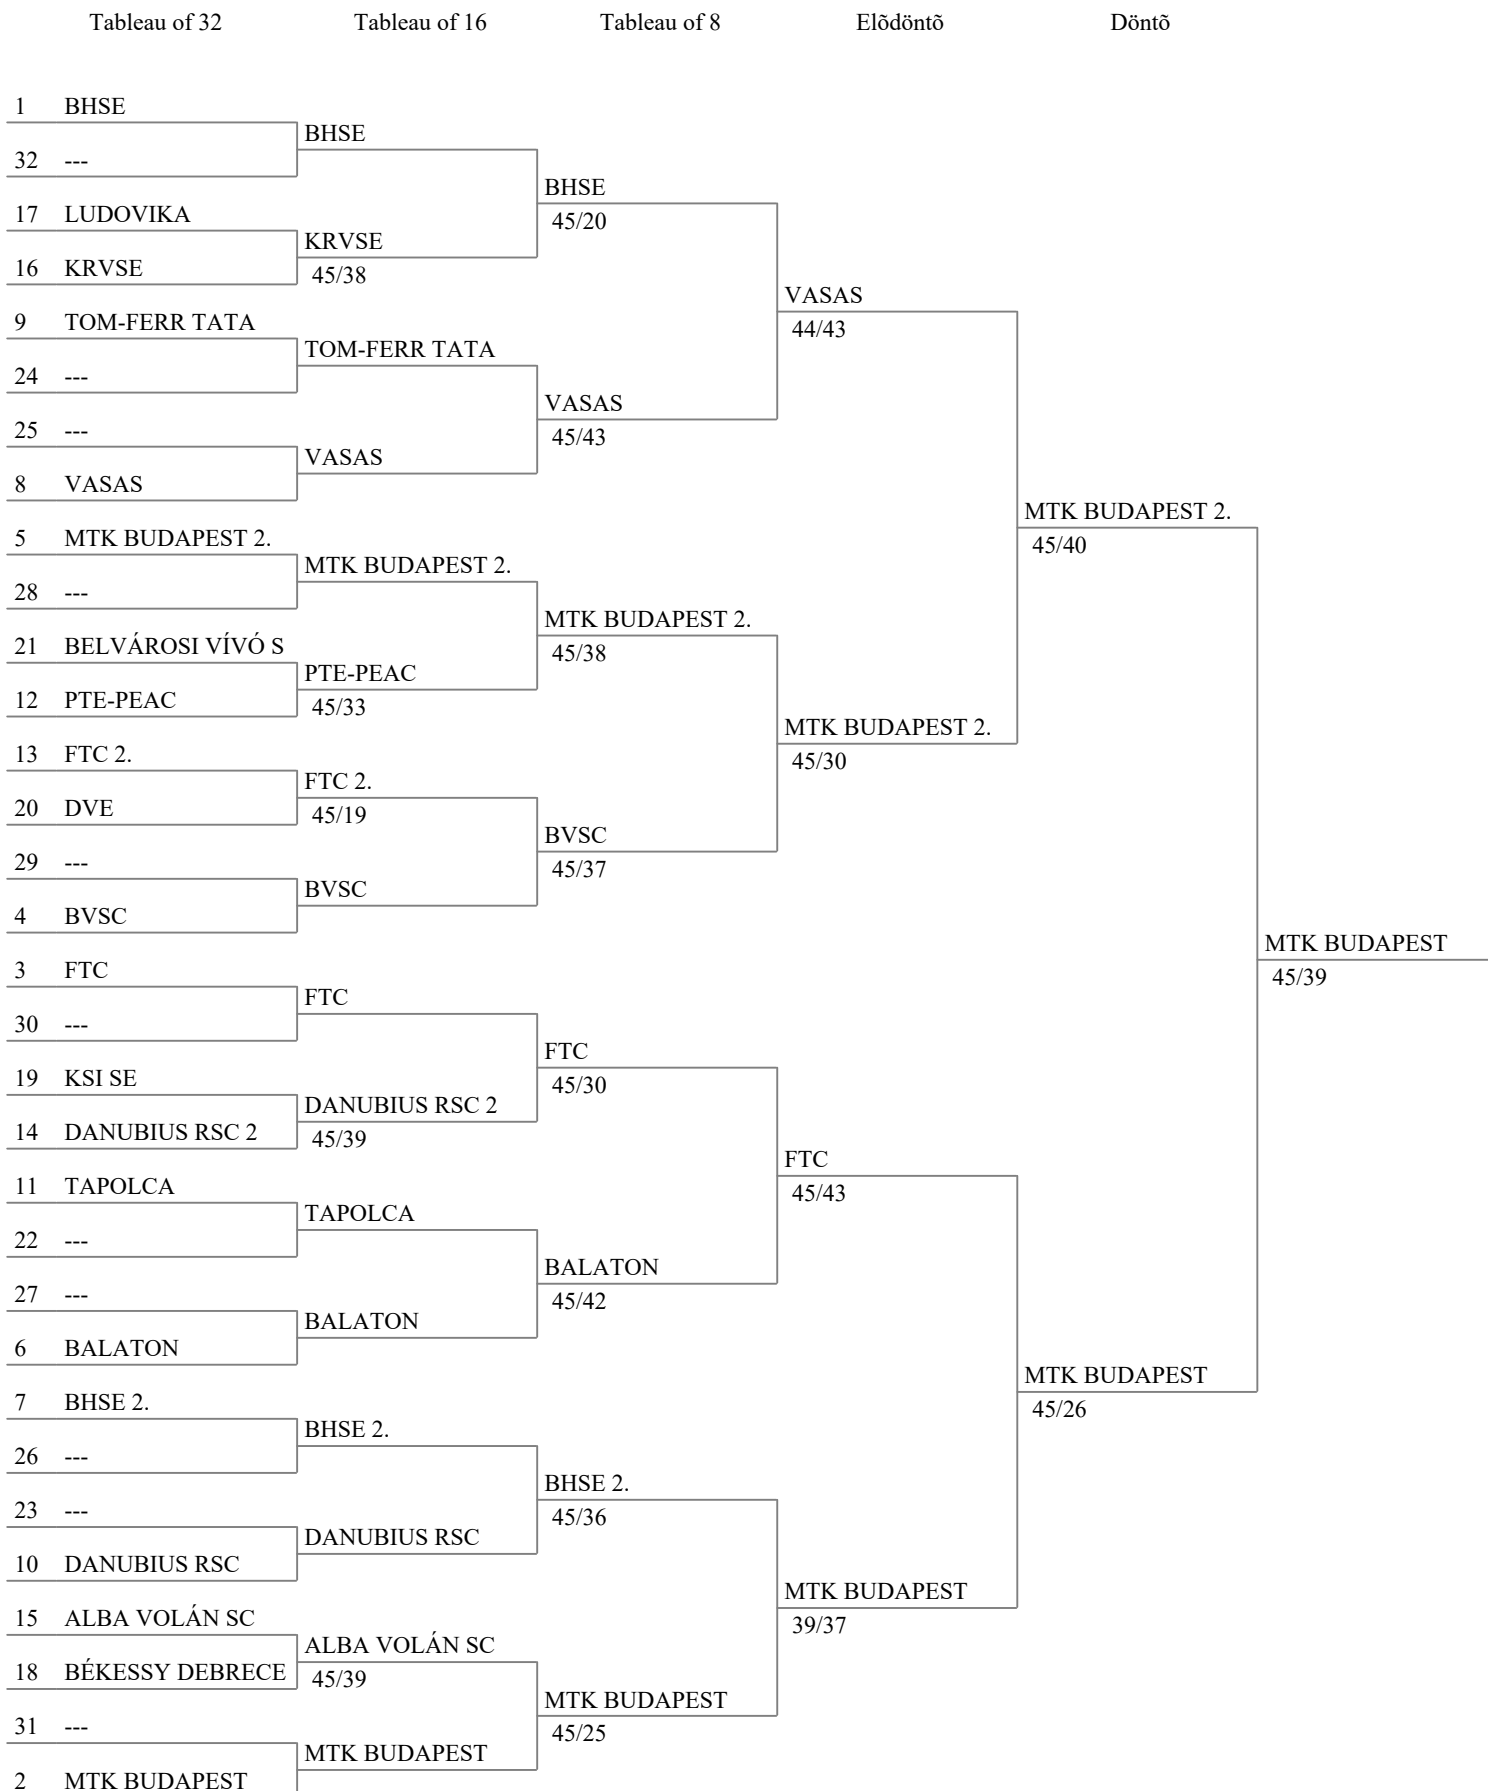 Tableau of 32 Tableau of 16 Tableau of 8 Elõdöntõ Döntõ
1 BHSE
BHSE
32 ---
BHSE
17 LUDOVIKA
45/20
KRVSE
16 KRVSE
45/38
VASAS
9 TOM-FERR TATA
44/43
TOM-FERR TATA
24 ---
VASAS
25 ---
45/43
VASAS
8 VASAS
MTK BUDAPEST 2.
5 MTK BUDAPEST 2.
45/40
MTK BUDAPEST 2.
28 ---
MTK BUDAPEST 2.
21 BELVÁROSI VÍVÓ S
45/38
PTE-PEAC
12 PTE-PEAC
45/33
MTK BUDAPEST 2.
13 FTC 2.
45/30
FTC 2.
20 DVE
45/19
BVSC
29 ---
45/37
BVSC
4 BVSC
MTK BUDAPEST
3 FTC
45/39
FTC
30 ---
FTC
19 KSI SE
45/30
DANUBIUS RSC 2
14 DANUBIUS RSC 2
45/39
FTC
11 TAPOLCA
45/43
TAPOLCA
22 ---
BALATON
27 ---
45/42
BALATON
6 BALATON
MTK BUDAPEST
7 BHSE 2.
45/26
BHSE 2.
26 ---
BHSE 2.
23 ---
45/36
DANUBIUS RSC
10 DANUBIUS RSC
MTK BUDAPEST
15 ALBA VOLÁN SC
39/37
ALBA VOLÁN SC
18 BÉKESSY DEBRECE
45/39
MTK BUDAPEST
31 ---
45/25
MTK BUDAPEST
2 MTK BUDAPEST